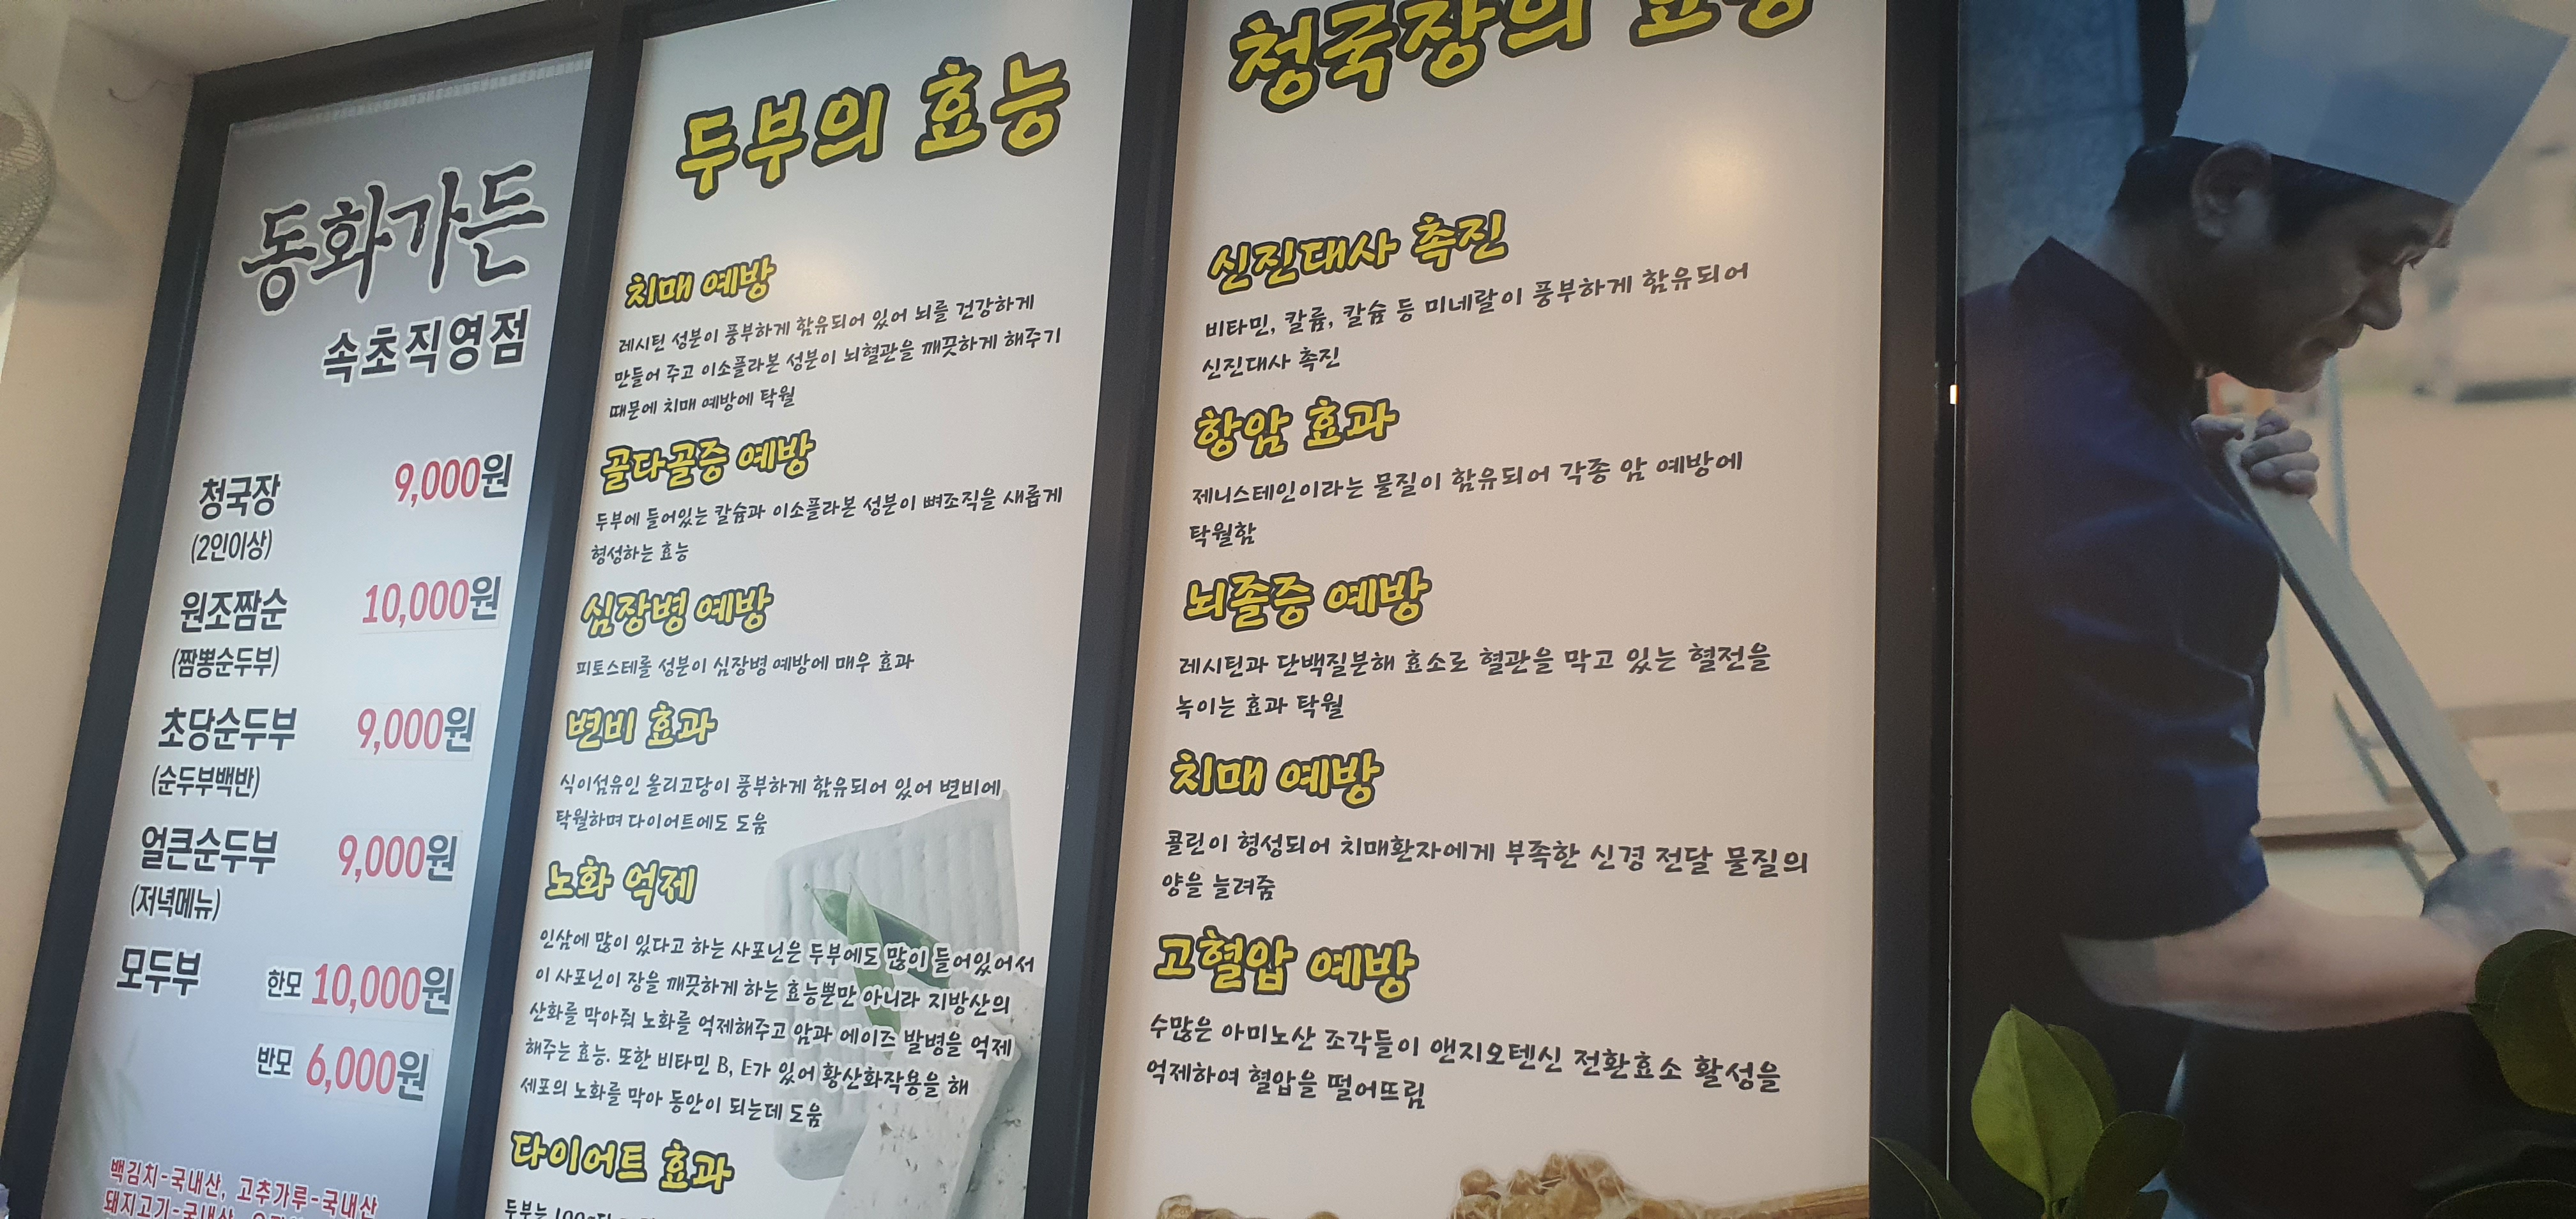 동화가든
속초직영점
청국장 9,000원
(2인이상)
원조짬순 10,000원
(짬뽕순두부)
초당순두부 9,000원
(순두부백반)
얼큰순두부 9,000원
(저녁메뉴)
모두부 한모 10,000원
반모 6,000원
백김치-국내산, 고추가루-국내산
돼지고기-국내산,
두부의 효능
치매 예방
레시틴 성분이 풍부하게 함유되어 있어 뇌를 건강하게
만들어 주고 이소플라본 성분이 뇌혈관을 깨끗하게 해주기
때문에 치매 예방에 탁월
골다골증 예방
두부에 들어있는 칼슘과 이소플라본 성분이 뼈조직을 새롭게
형성하는 효능
심장병 예방
피토스테롤 성분이 심장병 예방에 매우 효과
변비 효과
식이섬유인 올리고당이 풍부하게 함유되어 있어 변비에
탁월하며 다이어트에도 도움
노화 억제
인삼에 많이 있다고 하는 사포닌은 두부에도 많이 들어있어서
이 사포닌이 장을 깨끗하게 하는 효능뿐만 아니라 지방산의
산화를 막아줘 노화를 억제해주고 암과 에이즈 발병을 억제
해주는 효능. 또한 비타민 B, E가 있어 황산화작용을 해
세포의 노화를 막아 동안이 되는데 도움
다이어트 효과
두부는
청국장의 효능
신진대사 촉진
비타민, 칼륨, 칼슘 등 미네랄이 풍부하게 함유되어
신진대사 촉진
항암 효과
제니스테인이라는 물질이 함유되어 각종 암 예방에
탁월함
뇌졸증 예방
레시틴과 단백질분해 효소로 혈관을 막고 있는 혈전을
녹이는 효과 탁월
치매 예방
콜린이 형성되어 치매환자에게 부족한 신경 전달 물질의
양을 늘려줌
고혈압 예방
수많은 아미노산 조각들이 앤지오텐신 전환효소 활성을
억제하여 혈압을 떨어뜨림